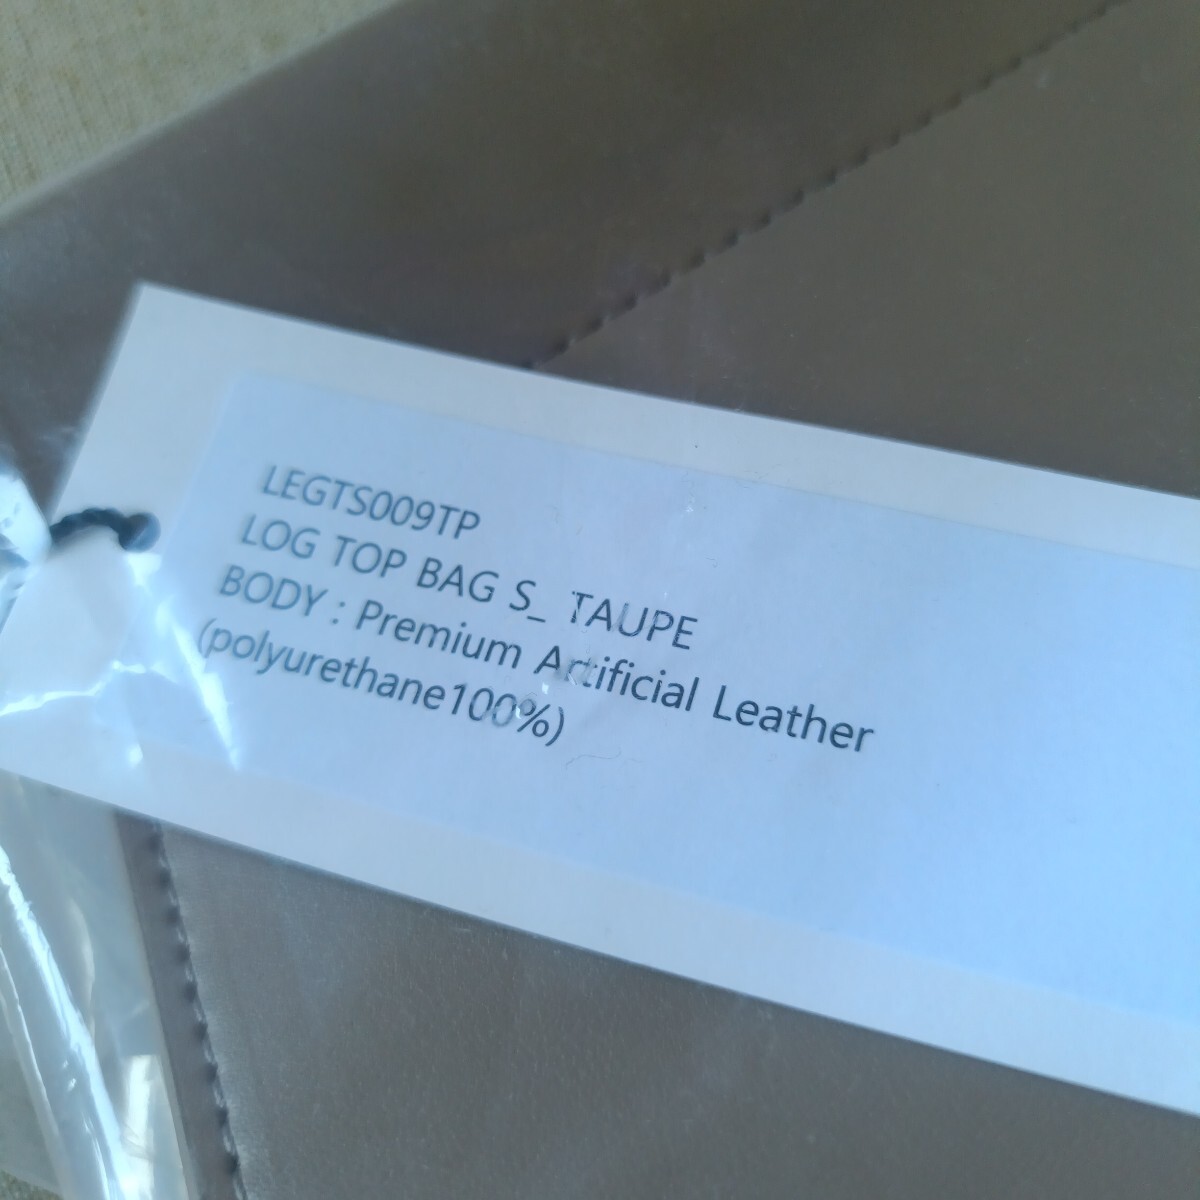 LEGTS009TP
LOG TOP BAG S_ TAUPE
BODY : Premium Artificial Leather
(polyurethane100%)